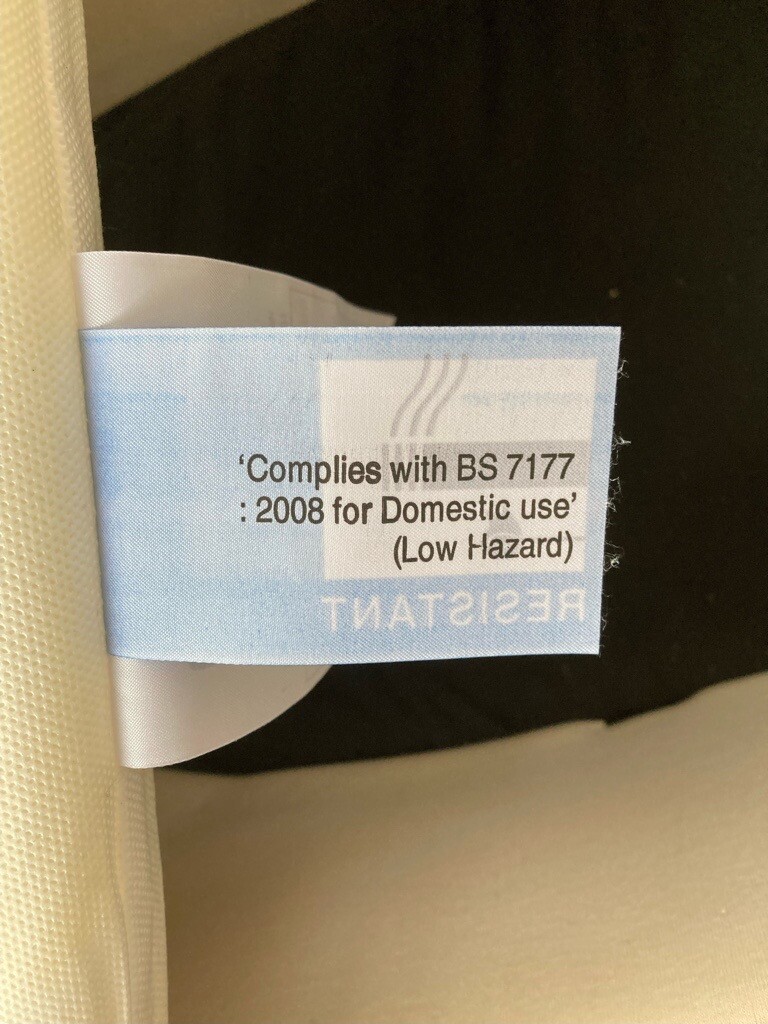 ‘Complies with BS 7177
: 2008 for Domestic use’
(Low Hazard)
RESISTANT